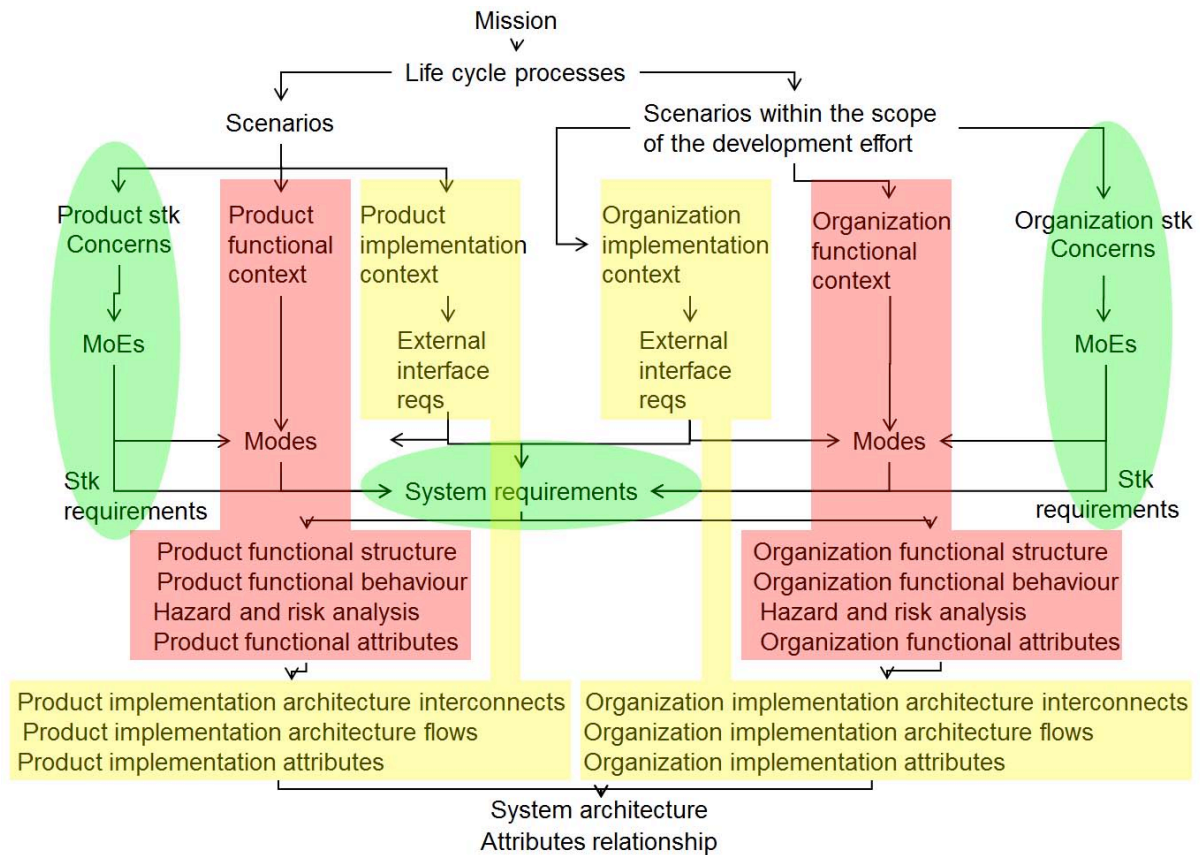 Mission
Life cycle processes
Scenarios
Scenarios within the scope
of the development effort
Product stk
Concerns
Product
functional
context
Product
implementation
context
Organization
implementation
context
Organization
functional
context
Organization stk
Concerns
MoEs
External
interface
reqs
External
interface
reqs
MoEs
Modes
Modes
Stk
requirements
System requirements
Stk
requirements
Product functional structure
Product functional behaviour
Hazard and risk analysis
Product functional attributes
Organization functional structure
Organization functional behaviour
Hazard and risk analysis
Organization functional attributes
Product implementation architecture interconnects
Product implementation architecture flows
Product implementation attributes
Organization implementation architecture interconnects
Organization implementation architecture flows
Organization implementation attributes
System architecture
Attributes relationship